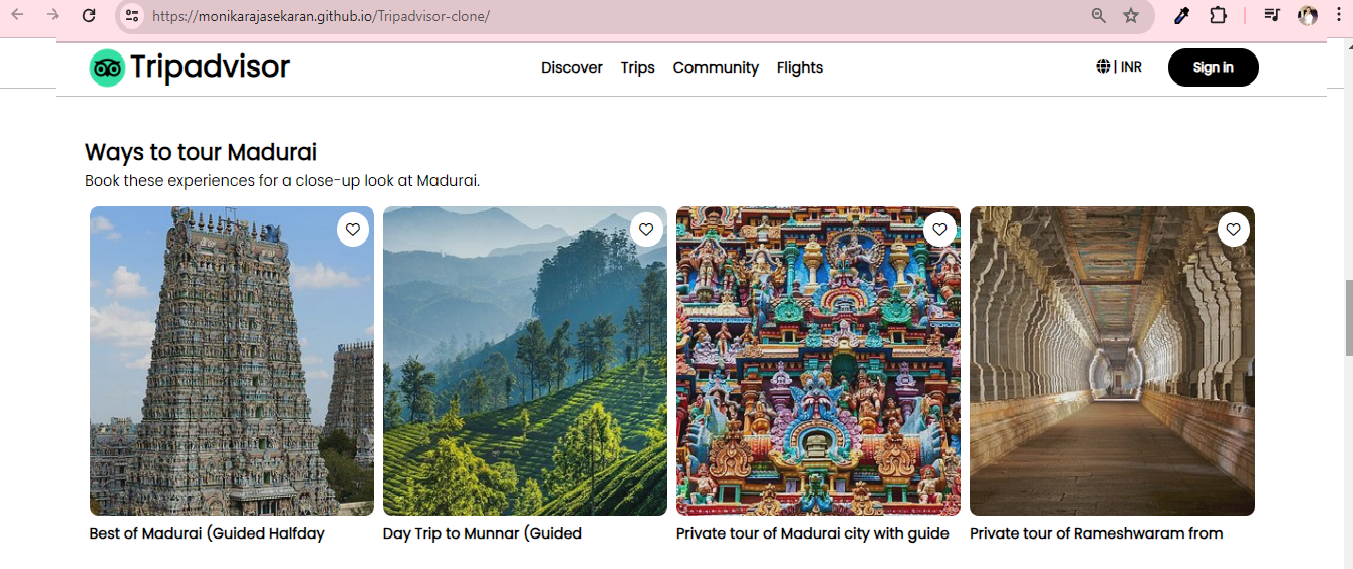 https://monikarajasekaran.github.io/Tripadvisor-clone/
Tripadvisor Discover Trips Community Flights | INR Sign in
Ways to tour Madurai
Book these experiences for a close-up look at Madurai.
Best of Madurai (Guided Halfday
Day Trip to Munnar (Guided
Private tour of Madurai city with guide
Private tour of Rameshwaram from